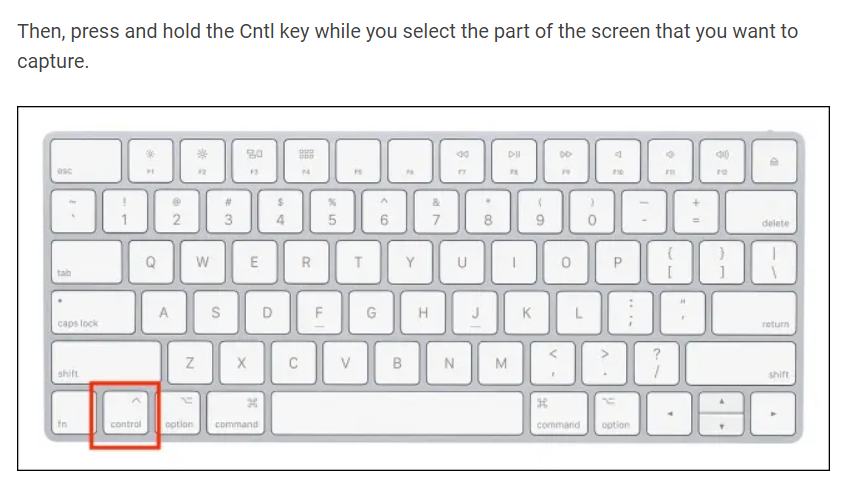 Then, press and hold the Cntl key while you select the part of the screen that you want to
capture.
esc F1 F2 F3 F4 F5 F6 F7 F8 F9 F10 F11 F12
~ ! @ # $ % ^ & * ( ) — +
` 1 2 3 4 5 6 7 8 9 0 - = delete
tab Q W E R T Y U I O P { [ } ] | \
caps lock A S D F G H J K L : ; " ' return
shift Z X C V B N M < , > . ? / shift
fn control option command command option